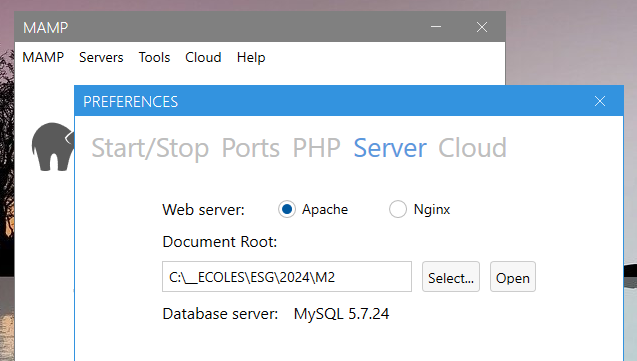 MAMP
MAMP Servers Tools Cloud Help
PREFERENCES
Start/Stop Ports PHP Server Cloud
Web server: Apache Nginx
Document Root:
C:\__ECOLES\ESG\2024\M2 Select... Open
Database server: MySQL 5.7.24